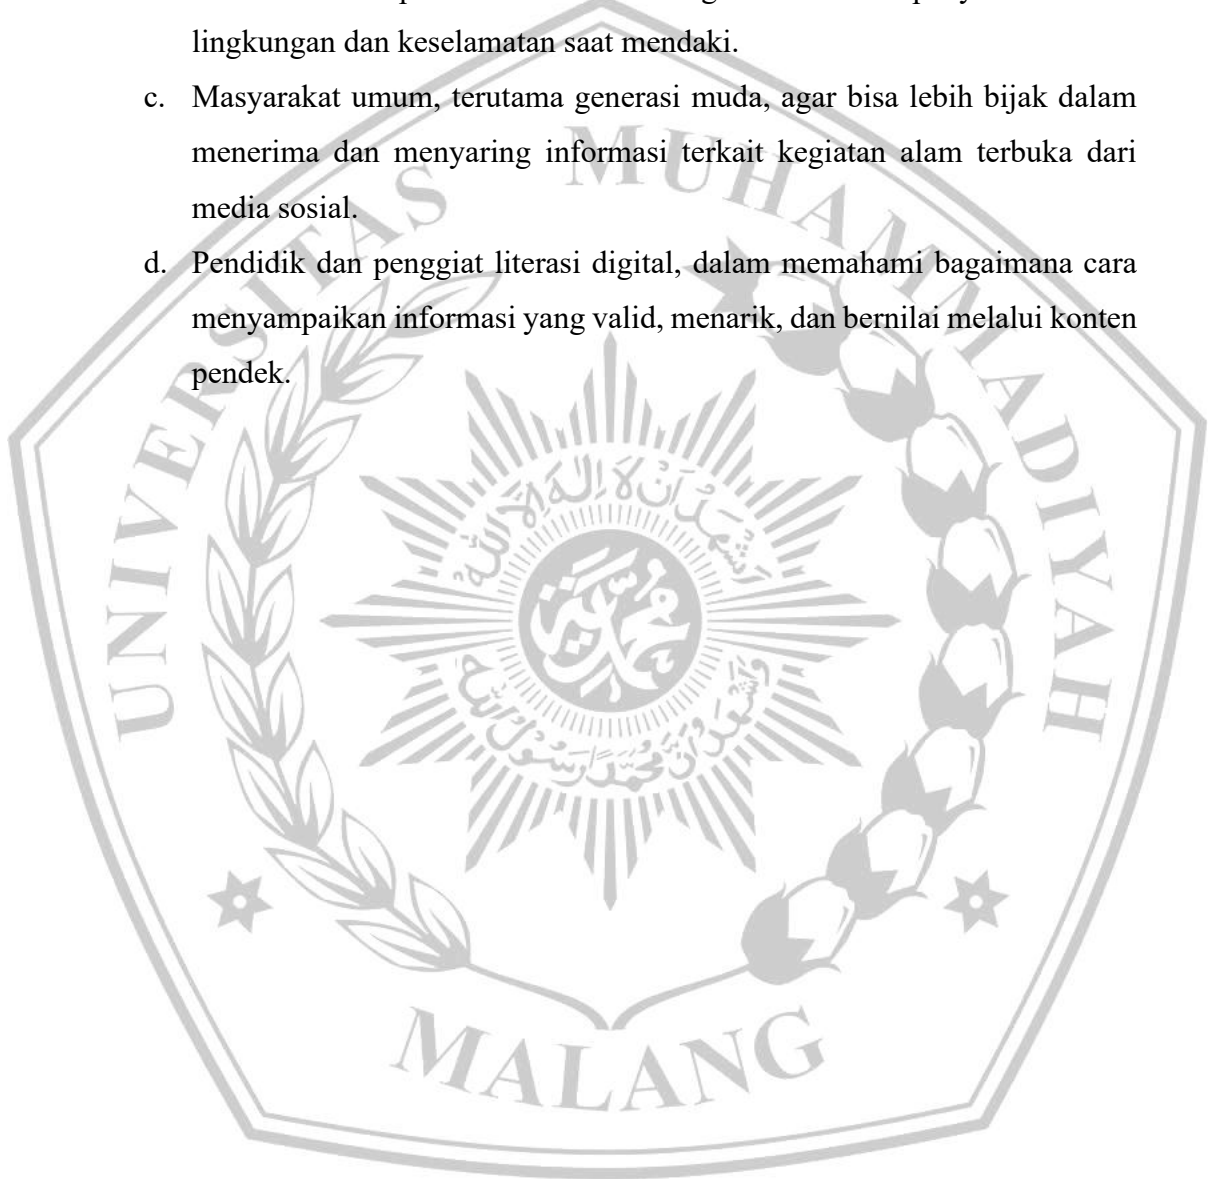 lingkungan dan keselamatan saat mendaki.
c. Masyarakat umum, terutama generasi muda, agar bisa lebih bijak dalam
menerima dan menyaring informasi terkait kegiatan alam terbuka dari
media sosial.
d. Pendidik dan penggiat literasi digital, dalam memahami bagaimana cara
menyampaikan informasi yang valid, menarik, dan bernilai melalui konten
pendek.
UNIVERSITAS MUHAMMADIYAH
MALANG